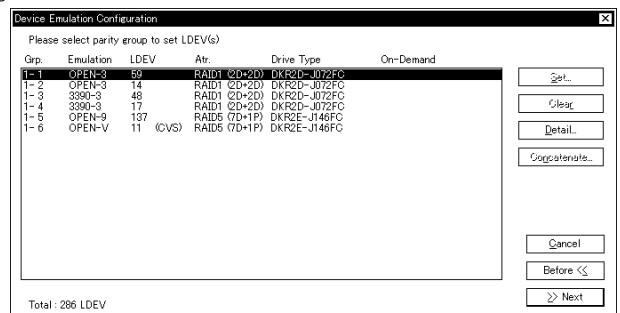 Device Emulation Configuration
Please select parity group to set LDEV(s)
Grp. Emulation LDEV Atr. Drive Type On-Demand
1- 1 OPEN-3 59 RAID1 (2D+2D) DKR2D-J072FC
1- 2 OPEN-3 14 RAID1 (2D+2D) DKR2D-J072FC
1- 3 3390-3 48 RAID1 (2D+2D) DKR2D-J072FC
1- 4 3390-3 17 RAID1 (2D+2D) DKR2D-J072FC
1- 5 OPEN-9 137 RAID5 (7D+1P) DKR2E-J146FC
1- 6 OPEN-V 11 (CVS) RAID5 (7D+1P) DKR2E-J146FC
Set...
Clear
Detail...
Concatenate...
Cancel
Before <<
>> Next
Total : 286 LDEV